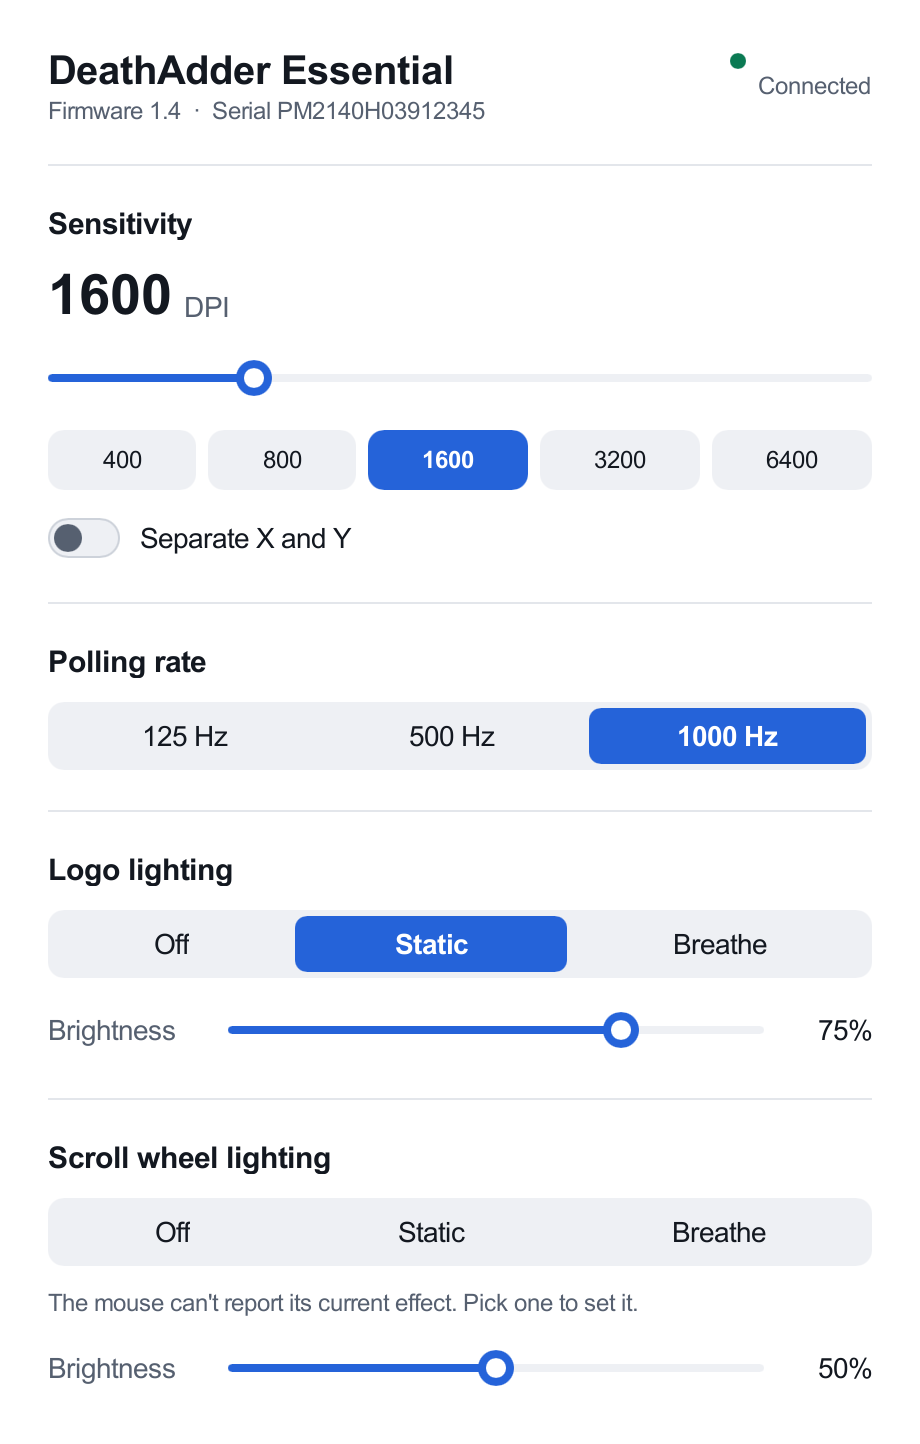 DeathAdder Essential
Connected
Firmware 1.4 · Serial PM2140H03912345
Sensitivity
1600 DPI
400 800 1600 3200 6400
Separate X and Y
Polling rate
125 Hz 500 Hz 1000 Hz
Logo lighting
Off Static Breathe
Brightness 75%
Scroll wheel lighting
Off Static Breathe
The mouse can't report its current effect. Pick one to set it.
Brightness 50%